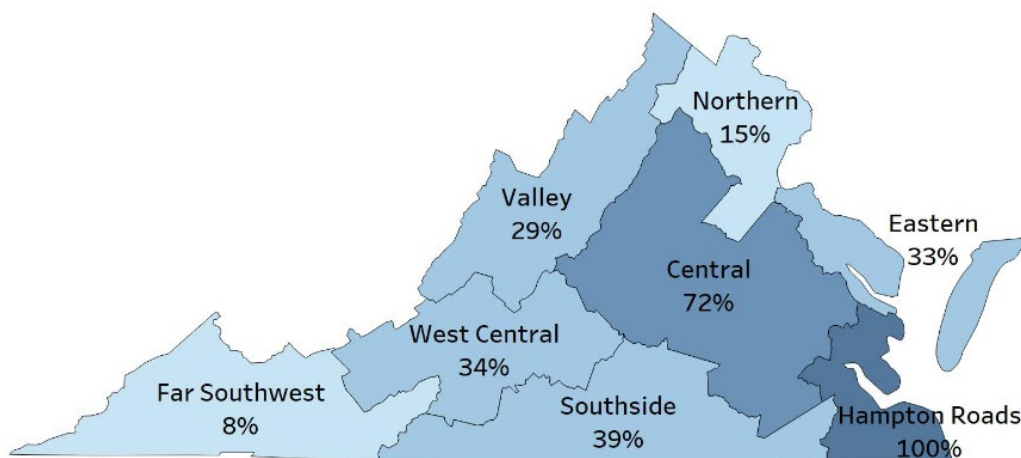 Northern
15%
Valley
29%
Eastern
33%
Central
72%
West Central
34%
Far Southwest
8%
Southside
39%
Hampton Roads
100%